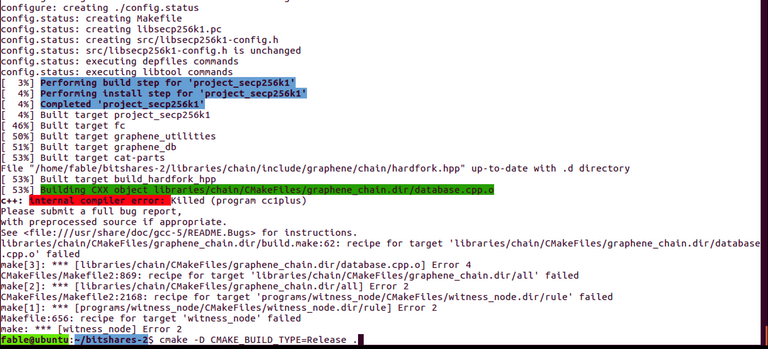 configure: creating ./config.status
config.status: creating Makefile
config.status: creating libsecp256k1.pc
config.status: creating src/libsecp256k1-config.h
config.status: src/libsecp256k1-config.h is unchanged
config.status: executing depfiles commands
config.status: executing libtool commands
[  3%] Performing build step for 'project_secp256k1'
[  4%] Performing install step for 'project_secp256k1'
[  4%] Completed 'project_secp256k1'
[  4%] Built target project_secp256k1
[ 46%] Built target fc
[ 50%] Built target graphene_utilities
[ 51%] Built target graphene_db
[ 53%] Built target cat-parts
File "/home/fable/bitshares-2/libraries/chain/include/graphene/chain/hardfork.hpp" up-to-date with .d directory
[ 53%] Built target build_hardfork_hpp
[ 53%] Building CXX object libraries/chain/CMakeFiles/graphene_chain.dir/database.cpp.o
c++: internal compiler error: Killed (program cc1plus)
Please submit a full bug report,
with preprocessed source if appropriate.
See <file:///usr/share/doc/gcc-5/README.Bugs> for instructions.
libraries/chain/CMakeFiles/graphene_chain.dir/build.make:62: recipe for target 'libraries/chain/CMakeFiles/graphene_chain.dir/database
.cpp.o' failed
make[3]: *** [libraries/chain/CMakeFiles/graphene_chain.dir/database.cpp.o] Error 4
CMakeFiles/Makefile2:869: recipe for target 'libraries/chain/CMakeFiles/graphene_chain.dir/all' failed
make[2]: *** [libraries/chain/CMakeFiles/graphene_chain.dir/all] Error 2
CMakeFiles/Makefile2:2168: recipe for target 'programs/witness_node/CMakeFiles/witness_node.dir/rule' failed
make[1]: *** [programs/witness_node/CMakeFiles/witness_node.dir/rule] Error 2
Makefile:656: recipe for target 'witness_node' failed
make: *** [witness_node] Error 2
fable@ubuntu:~/bitshares-2$ cmake -D CMAKE_BUILD_TYPE=Release .